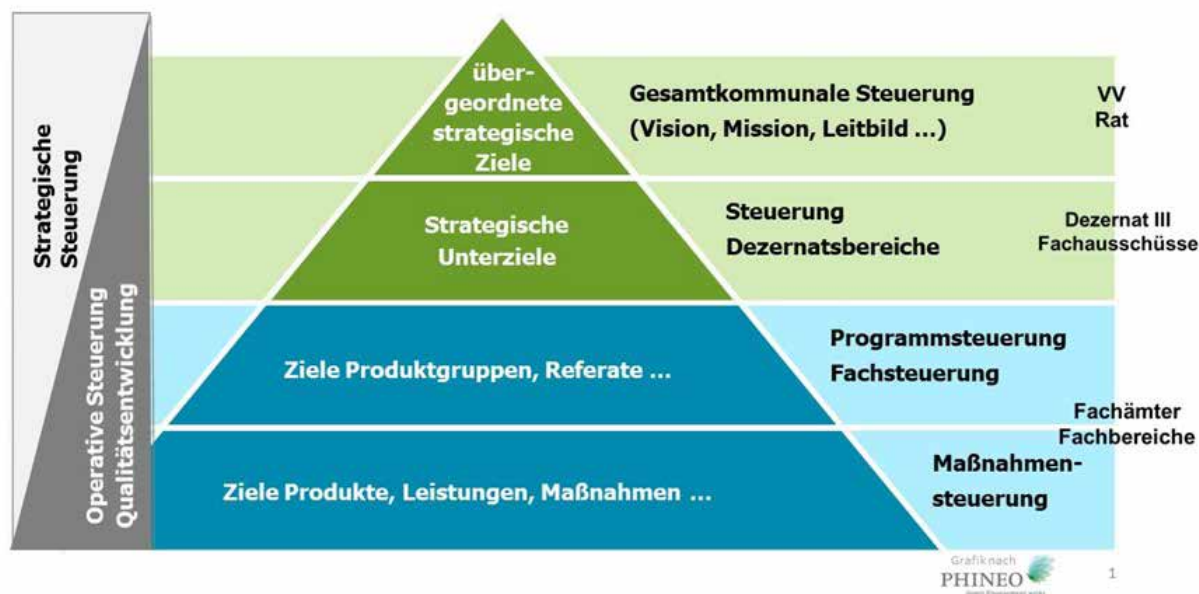 Strategische
Steuerung
Operative Steuerung
Qualitätsentwicklung
über-
geordnete
strategische
Ziele
Gesamtkommunale Steuerung
(Vision, Mission, Leitbild ...)
VV
Rat
Strategische
Unterziele
Steuerung
Dezernatsbereiche
Dezernat III
Fachausschüsse
Ziele Produktgruppen, Referate ...
Programmsteuerung
Fachsteuerung
Fachämter
Fachbereiche
Ziele Produkte, Leistungen, Maßnahmen ...
Maßnahmen-
steuerung
Grafik nach
PHINEO
1